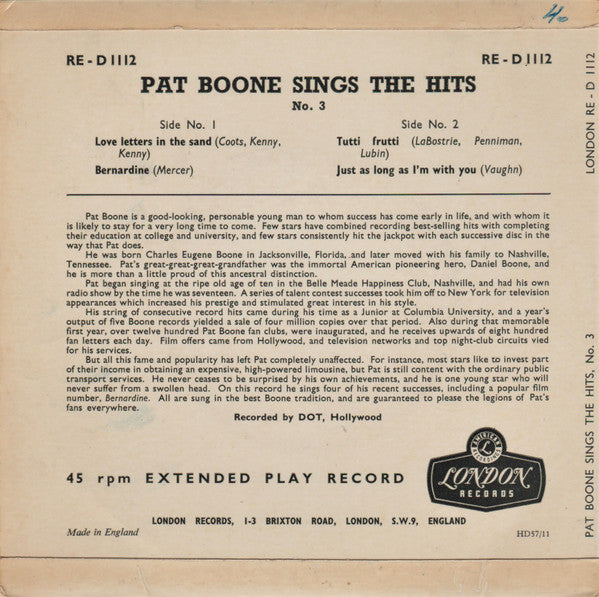 4.
RE - D 1112 RE - D 1112
PAT BOONE SINGS THE HITS
No. 3
Side No. 1 Side No. 2
Love letters in the sand (Coots, Kenny, Tutti frutti (LaBostrie, Penniman,
Kenny) Lubin)
Bernardine (Mercer) Just as long as I'm with you (Vaughn)
Pat Boone is a good-looking, personable young man to whom success has come early in life, and with whom it
is likely to stay for a very long time to come. Few stars have combined recording best-selling hits with completing
their education at college and university, and few stars consistently hit the jackpot with each successive disc in the
way that Pat does.
He was born Charles Eugene Boone in Jacksonville, Florida, and later moved with his family to Nashville,
Tennessee. Pat's great-great-great-grandfather was the immortal American pioneering hero, Daniel Boone, and
he is more than a little proud of this ancestral distinction.
Pat began singing at the ripe old age of ten in the Belle Meade Happiness Club, Nashville, and had his own
radio show by the time he was seventeen. A series of talent contest successes took him off to New York for television
appearances which increased his prestige and stimulated great interest in his style.
His string of consecutive record hits came during his time as a Junior at Columbia University, and a year's
output of five Boone records yielded a sale of four million copies over that period. Also during that memorable
first year, over twelve hundred Pat Boone fan clubs, were inaugurated, and he receives upwards of eight hundred
fan letters each day. Film offers came from Hollywood, and television networks and top night-club circuits vied
for his services.
But all this fame and popularity has left Pat completely unaffected. For instance, most stars like to invest part
of their income in obtaining an expensive, high-powered limousine, but Pat is still content with the ordinary public
transport services. He never ceases to be surprised by his own achievements, and he is one young star who will
never suffer from a swollen head. On this record he sings four of his recent successes, including a popular film
number, Bernardine. All are sung in the best Boone tradition, and are guaranteed to please the legions of Pat's
fans everywhere.
Recorded by DOT, Hollywood
45 rpm EXTENDED PLAY RECORD
AMERICAN
L
RECORDINGS
LONDON
RECORDS
LONDON RECORDS, 1-3 BRIXTON ROAD, LONDON, S.W.9, ENGLAND
Made in England HD57/11
PAT BOONE SINGS THE HITS, No. 3 LONDON RE - D 1112